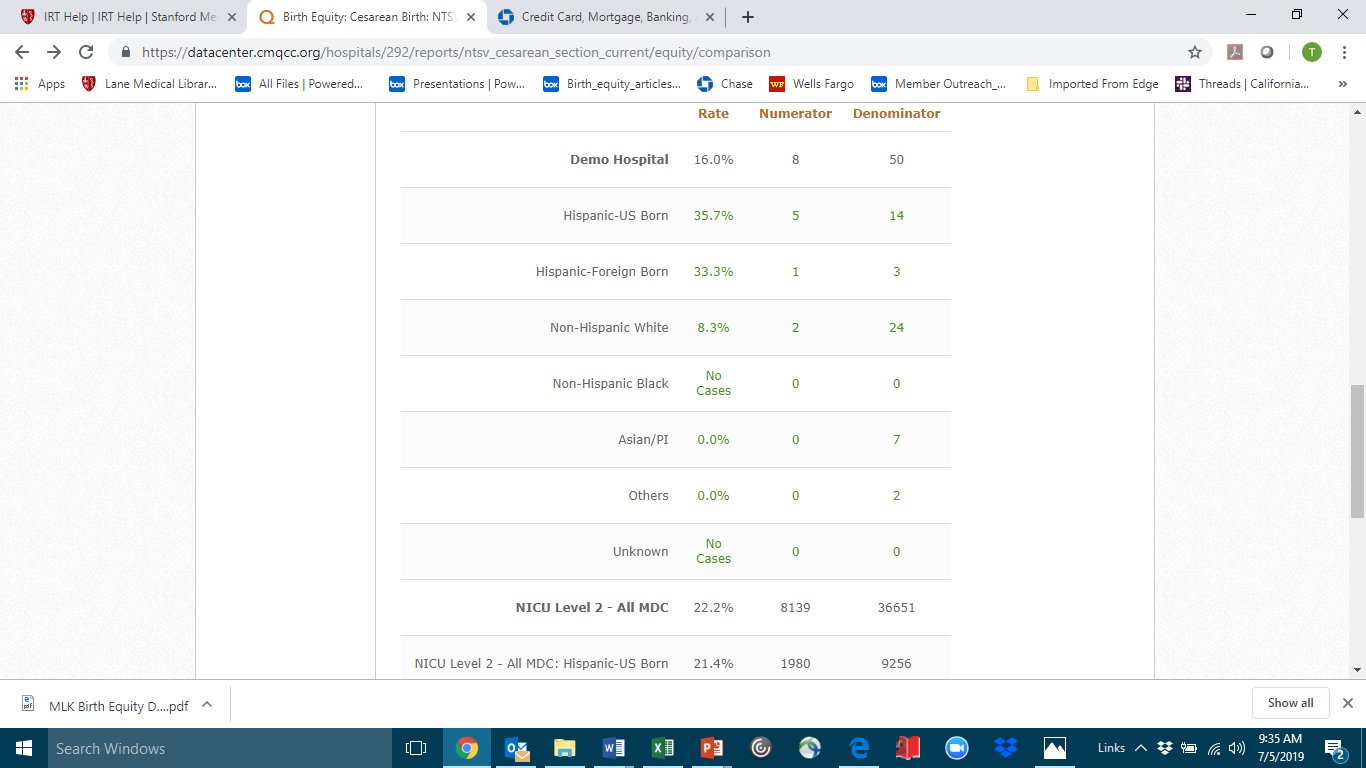 IRT Help | IRT Help | Stanford Me
Birth Equity: Cesarean Birth: NTSV
Credit Card, Mortgage, Banking,
https://datacenter.cmqcc.org/hospitals/292/reports/ntsv_cesarean_section_current/equity/comparison
T
Apps
Lane Medical Librar...
box All Files | Powered...
box Presentations | Pow...
box Birth_equity_articles...
Chase
WF Wells Fargo
box Member Outreach_...
Imported From Edge
Threads | California...
»
Rate Numerator Denominator
Demo Hospital 16.0% 8 50
Hispanic-US Born 35.7% 5 14
Hispanic-Foreign Born 33.3% 1 3
Non-Hispanic White 8.3% 2 24
Non-Hispanic Black No Cases 0 0
Asian/PI 0.0% 0 7
Others 0.0% 0 2
Unknown No Cases 0 0
NICU Level 2 - All MDC 22.2% 8139 36651
NICU Level 2 - All MDC: Hispanic-US Born 21.4% 1980 9256
MLK Birth Equity D....pdf
Show all
Search Windows
Links
9:35 AM
7/5/2019
2